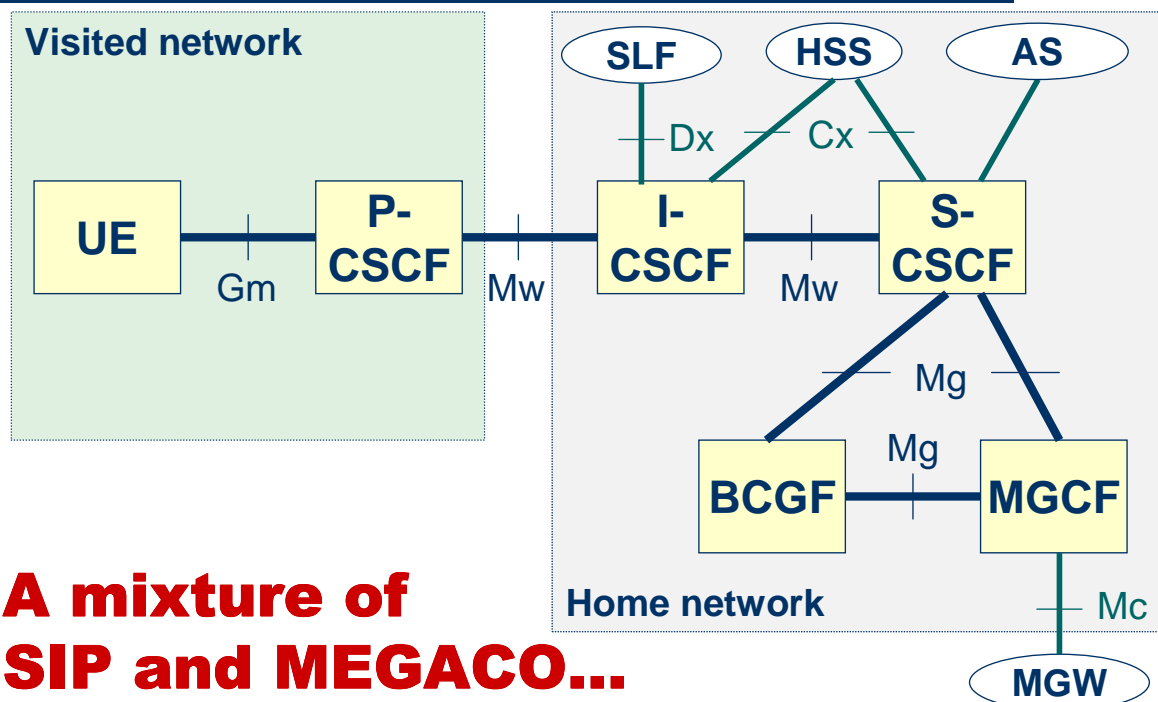 Visited network
SLF
HSS
AS
Dx
Cx
UE
P-
CSCF
I-
CSCF
S-
CSCF
Gm
Mw
Mw
Mg
Mg
BCGF
MGCF
Home network
Mc
A mixture of
SIP and MEGACO...
MGW